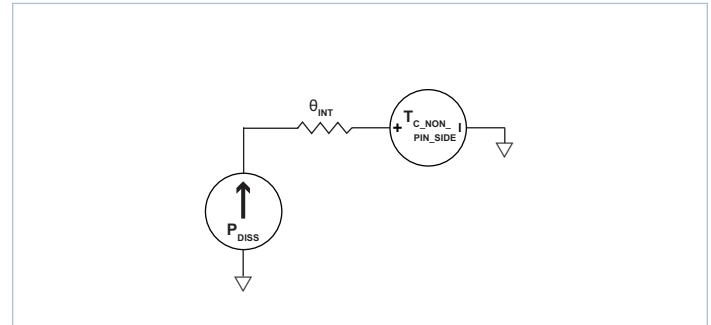 θINT
+ TC_NON_ –
PIN_SIDE
PDISS